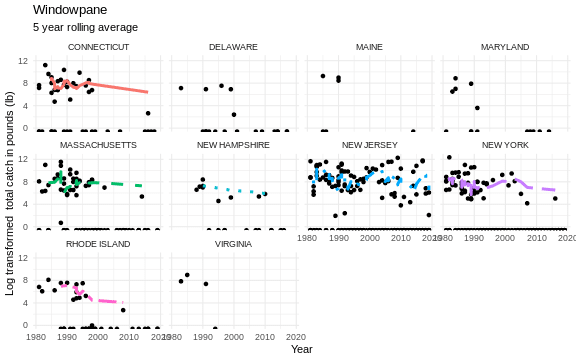 Windowpane
5 year rolling average
CONNECTICUT DELAWARE MAINE MARYLAND
12
8
4
0
MASSACHUSETTS NEW HAMPSHIRE NEW JERSEY NEW YORK
12
8
4
0
1980 1990 2000 2010 2020 1980 1990 2000 2010 2020
RHODE ISLAND VIRGINIA
12
8
4
0
1980 1990 2000 2010 2020 1980 1990 2000 2010 2020
Year
Log transformed total catch in pounds (lb)